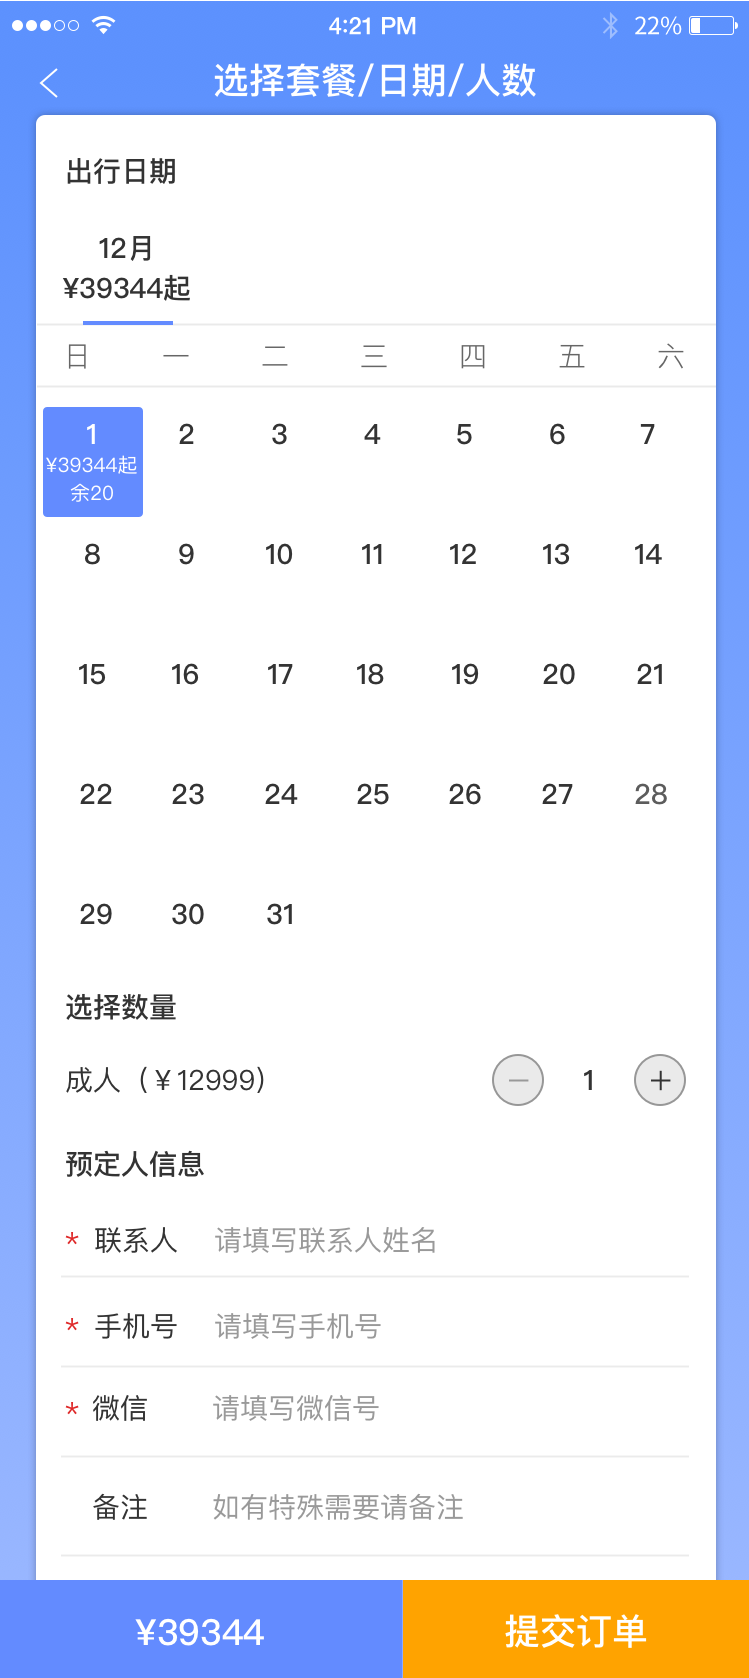 4:21 PM 22%
选择套餐/日期/人数
出行日期
12月
¥39344起
日 一 二 三 四 五 六
1 2 3 4 5 6 7
¥39344起
余20
8 9 10 11 12 13 14
15 16 17 18 19 20 21
22 23 24 25 26 27 28
29 30 31
选择数量
成人（￥12999） 1
预定人信息
* 联系人 请填写联系人姓名
* 手机号 请填写手机号
* 微信 请填写微信号
备注 如有特殊需要请备注
¥39344 提交订单